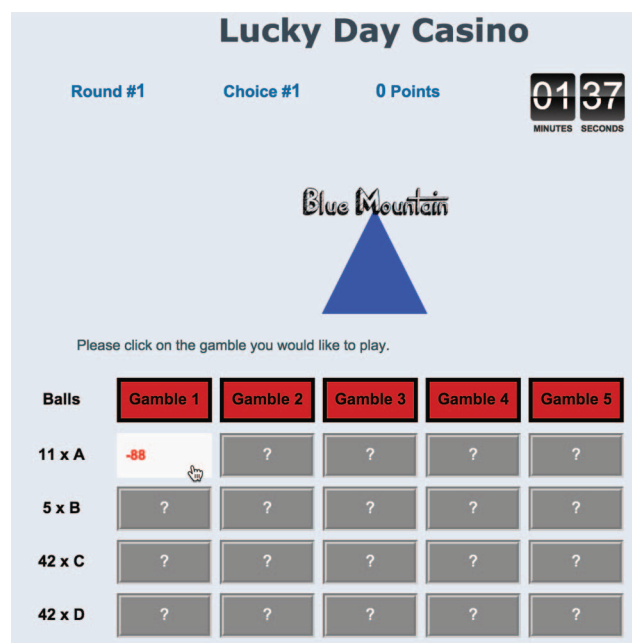 Lucky Day Casino
Round #1 Choice #1 0 Points 01 37
MINUTES SECONDS
Blue Mountain
Please click on the gamble you would like to play.
Balls Gamble 1 Gamble 2 Gamble 3 Gamble 4 Gamble 5
11 x A -88 ? ? ? ?
5 x B ? ? ? ? ?
42 x C ? ? ? ? ?
42 x D ? ? ? ? ?